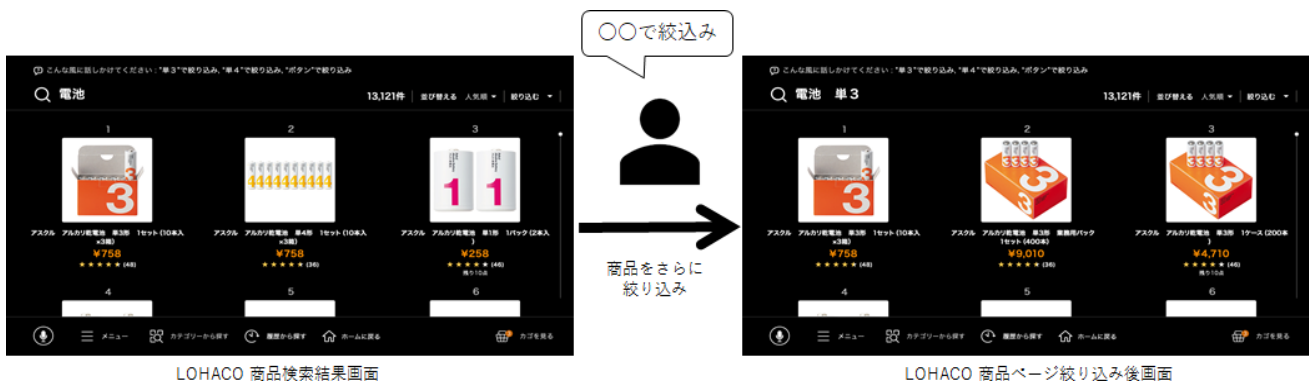 〇〇で絞込み
こんな風に話しかけてください : "単3"で絞り込み, "単4"で絞り込み, "ボタン"で絞り込み
電池
13,121件 並び替える 人気順 絞り込む
1 2 3
アスクル アルカリ乾電池 単3形 1セット (10本入×3箱)
¥758
(48)
アスクル アルカリ乾電池 単4形 1セット (10本入×3箱)
¥758
(36)
アスクル アルカリ乾電池 単1形 1パック (2本入)
¥258
(46)
残り10点
4 5 6
メニュー カテゴリーから探す 履歴から探す ホームに戻る カゴを見る
LOHACO 商品検索結果画面
商品をさらに
絞り込み
こんな風に話しかけてください : "単3"で絞り込み, "単4"で絞り込み, "ボタン"で絞り込み
電池 単3
13,121件 並び替える 人気順 絞り込む
1 2 3
アスクル アルカリ乾電池 単3形 1セット (10本入×3箱)
¥758
(48)
アスクル アルカリ乾電池 単3形 業務用パック 1セット (400本)
¥9,010
(36)
アスクル アルカリ乾電池 単3形 1ケース (200本)
¥4,710
(46)
残り10点
4 5 6
メニュー カテゴリーから探す 履歴から探す ホームに戻る カゴを見る
LOHACO 商品ページ絞り込み後画面